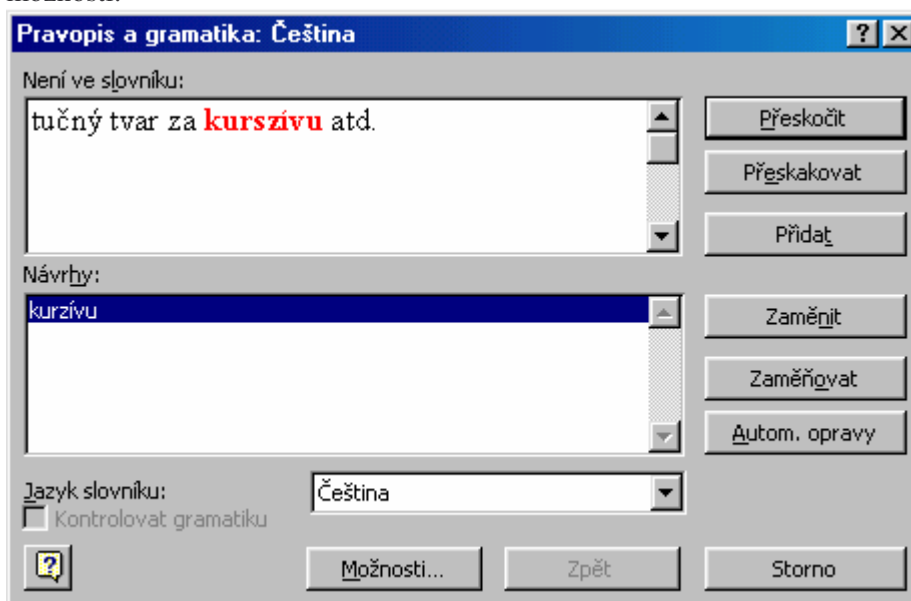 možnosti.
Pravopis a gramatika: Čeština
Není ve slovníku:
tučný tvar za kurszívu atd.
Přeskočit
Přeskakovat
Přidat
Návrhy:
kurzívu
Zaměnit
Zaměňovat
Autom. opravy
Jazyk slovníku:
Čeština
Kontrolovat gramatiku
Možnosti...
Zpět
Storno